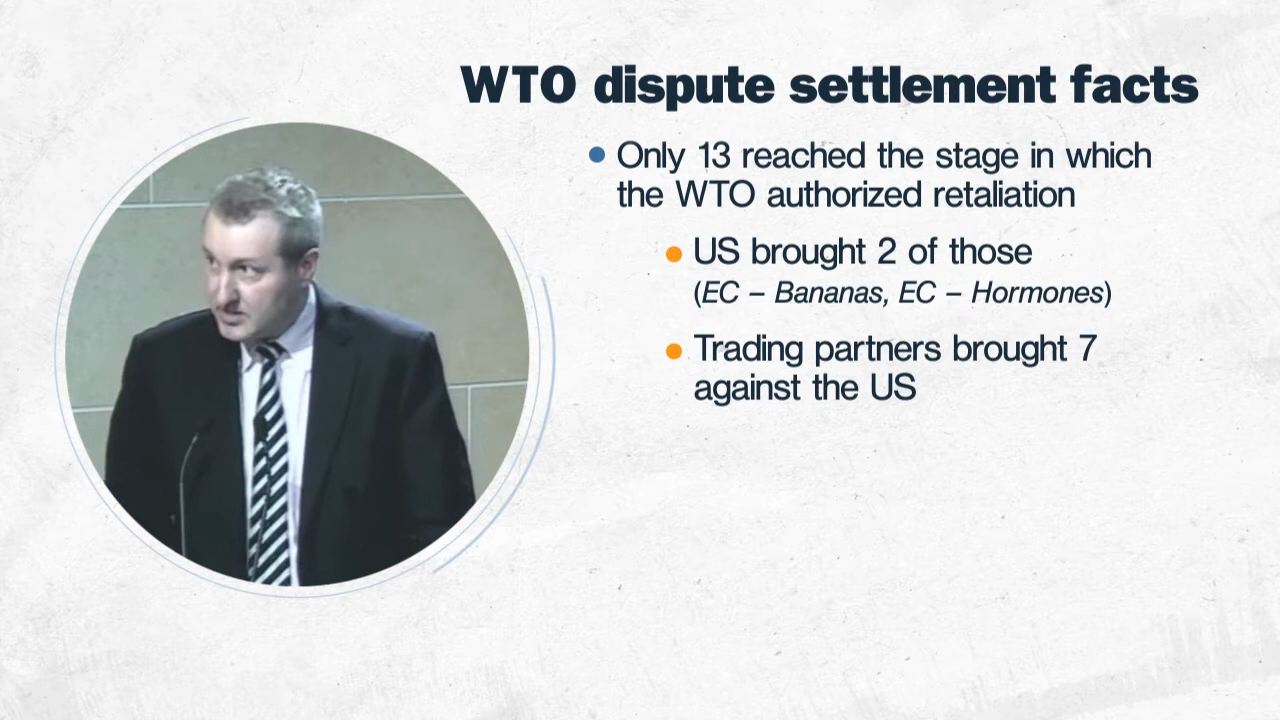 WTO dispute settlement facts
• Only 13 reached the stage in which
the WTO authorized retaliation
• US brought 2 of those
(EC – Bananas, EC – Hormones)
• Trading partners brought 7
against the US